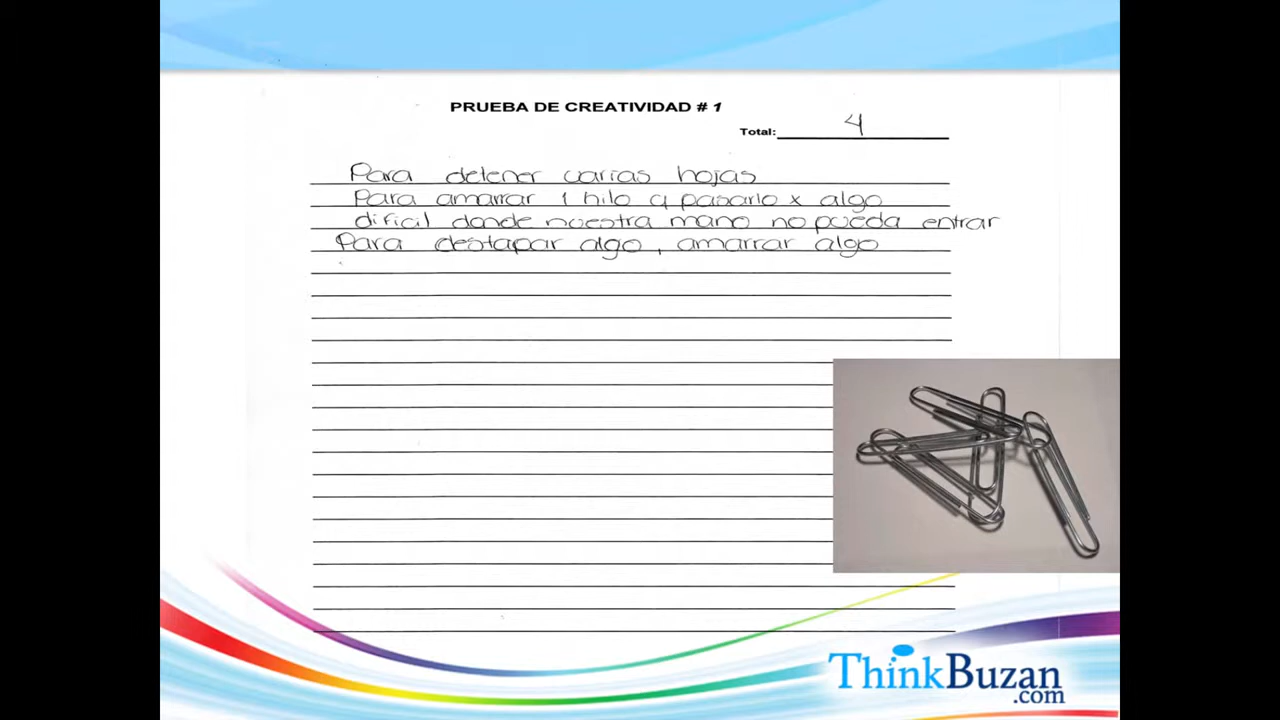 PRUEBA DE CREATIVIDAD # 1
Total: 4
Para detener varias hojas
Para amarrar 1 hilo y pasarlo x algo
dificil donde nuestra mano no pueda entrar
Para destapar algo, amarrar algo
ThinkBuzan
.com